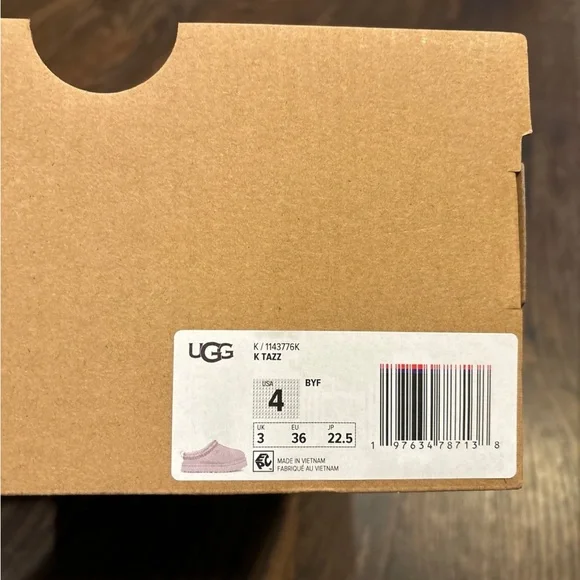 UGG
K / 1143776K
K TAZZ
USA
4
BYF
UK EU JP
3 36 22.5
MADE IN VIETNAM
FABRIQUÉ AU VIETNAM
1 97634 78713 8